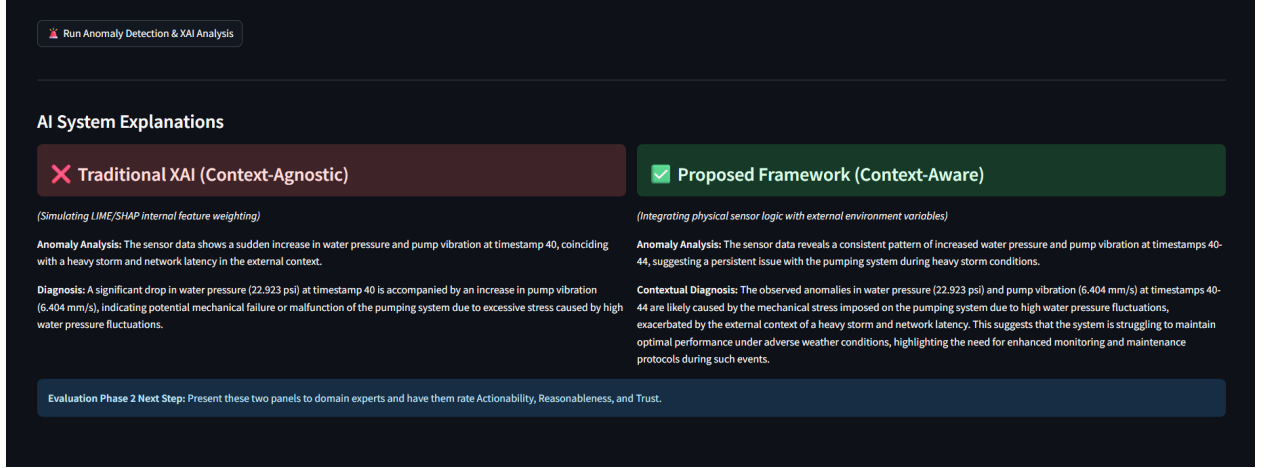 Run Anomaly Detection & XAI Analysis
AI System Explanations
Traditional XAI (Context-Agnostic)
(Simulating LIME/SHAP internal feature weighting)
Anomaly Analysis: The sensor data shows a sudden increase in water pressure and pump vibration at timestamp 40, coinciding
with a heavy storm and network latency in the external context.
Diagnosis: A significant drop in water pressure (22.923 psi) at timestamp 40 is accompanied by an increase in pump vibration
(6.404 mm/s), indicating potential mechanical failure or malfunction of the pumping system due to excessive stress caused by high
water pressure fluctuations.
Proposed Framework (Context-Aware)
(Integrating physical sensor logic with external environment variables)
Anomaly Analysis: The sensor data reveals a consistent pattern of increased water pressure and pump vibration at timestamps 40-
44, suggesting a persistent issue with the pumping system during heavy storm conditions.
Contextual Diagnosis: The observed anomalies in water pressure (22.923 psi) and pump vibration (6.404 mm/s) at timestamps 40-
44 are likely caused by the mechanical stress imposed on the pumping system due to high water pressure fluctuations,
exacerbated by the external context of a heavy storm and network latency. This suggests that the system is struggling to maintain
optimal performance under adverse weather conditions, highlighting the need for enhanced monitoring and maintenance
protocols during such events.
Evaluation Phase 2 Next Step: Present these two panels to domain experts and have them rate Actionability, Reasonableness, and Trust.